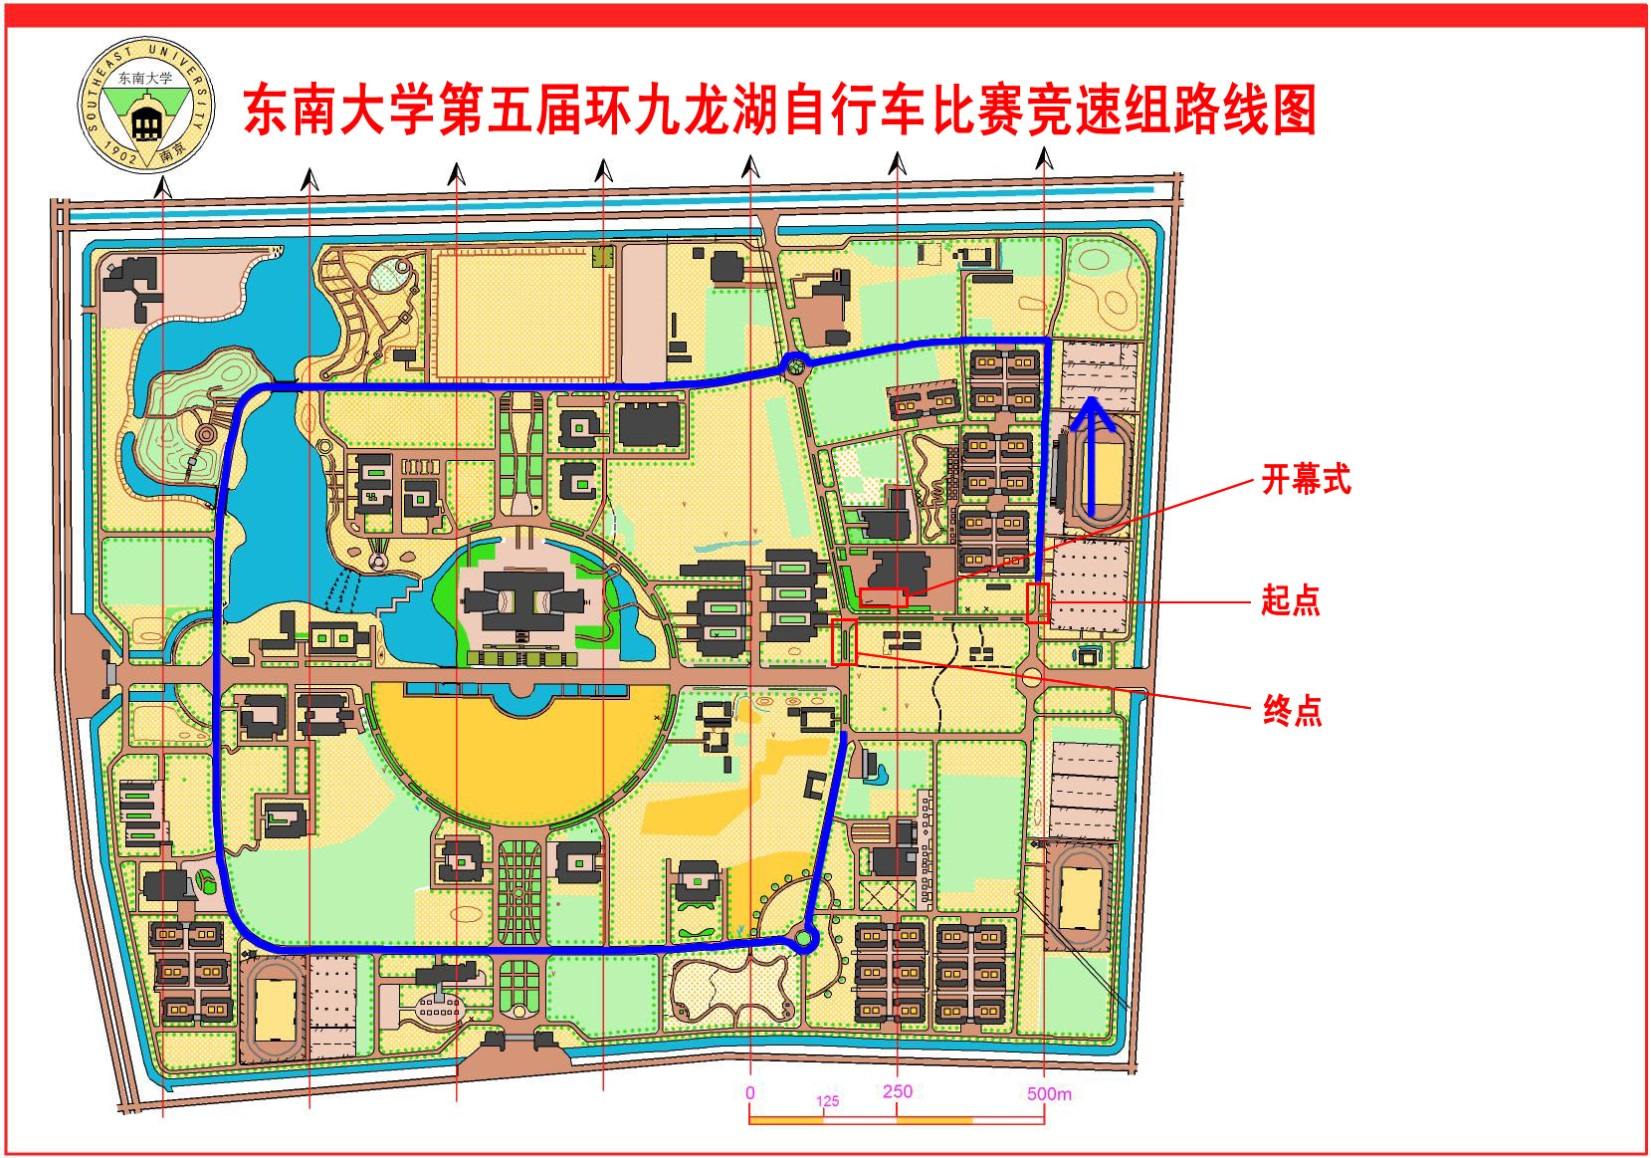 SOUTHEAST UNIVERSITY
东南大学
1902 南京
东南大学第五届环九龙湖自行车比赛竞速组路线图
开幕式
起点
终点
0 125 250 500m